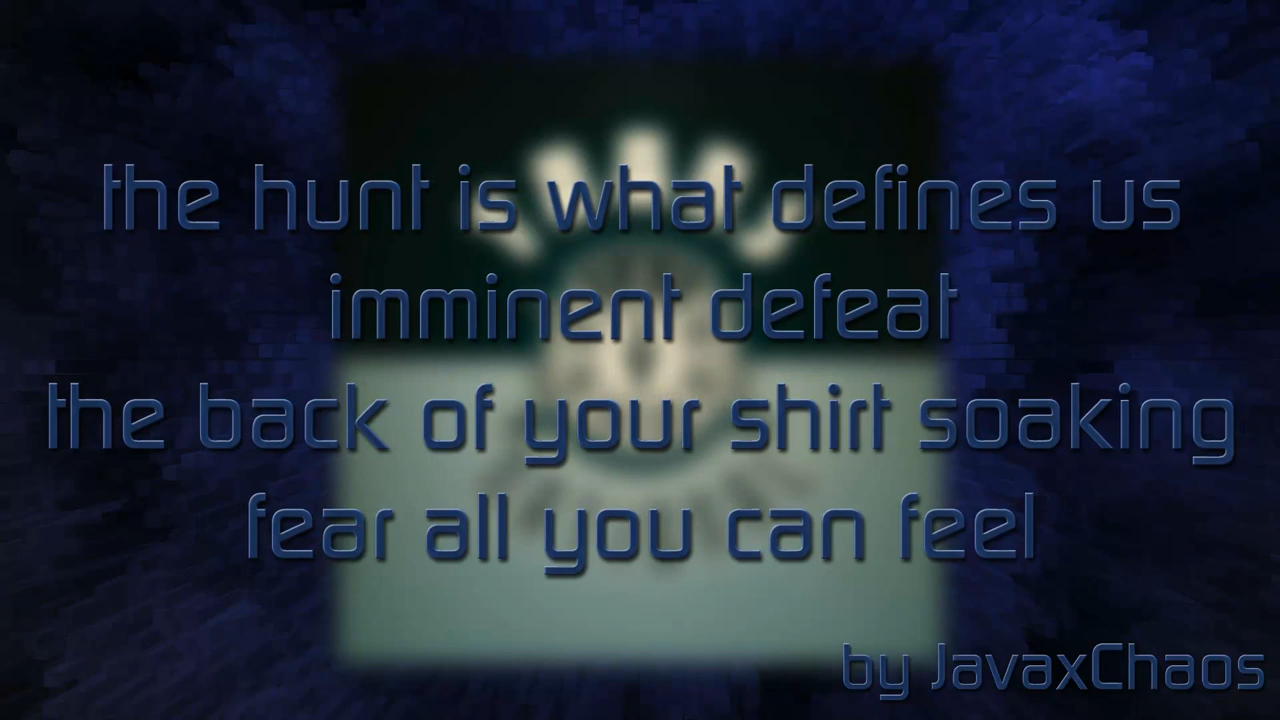 the hunt is what defines us
imminent defeat
the back of your shirt soaking
fear all you can feel
by JavaxChaos